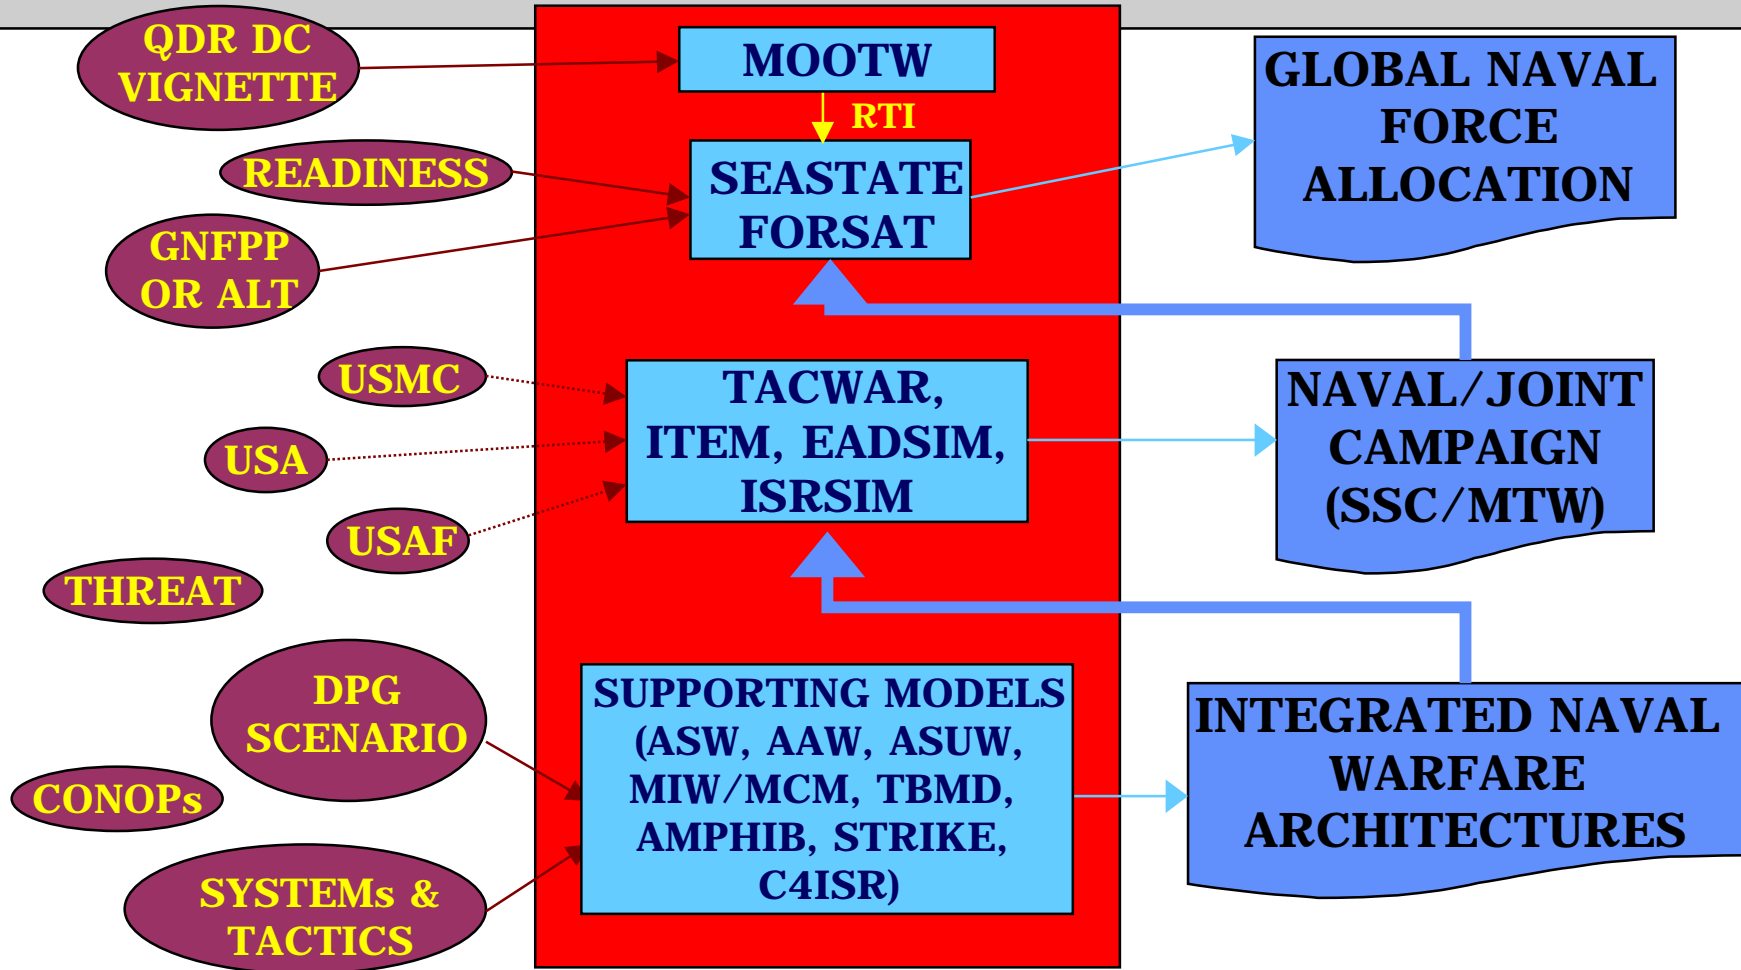 QDR DC
VIGNETTE
MOOTW
RTI
GLOBAL NAVAL
FORCE
ALLOCATION
READINESS
SEASTATE
FORSAT
GNFPP
OR ALT
USMC
USA
USAF
TACWAR,
ITEM, EADSIM,
ISRSIM
NAVAL/JOINT
CAMPAIGN
(SSC/MTW)
THREAT
DPG
SCENARIO
CONOPs
SYSTEMs &
TACTICS
SUPPORTING MODELS
(ASW, AAW, ASUW,
MIW/MCM, TBMD,
AMPHIB, STRIKE,
C4ISR)
INTEGRATED NAVAL
WARFARE
ARCHITECTURES